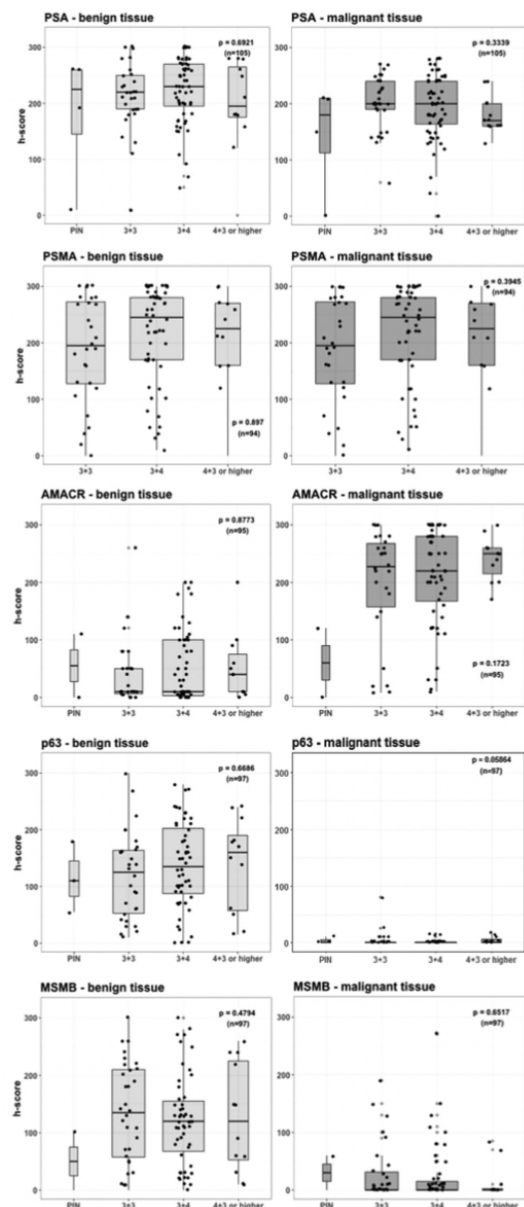 PSA - benign tissue
PSA - malignant tissue
p = 0.6921
(n=105)
p = 0.3339
(n=105)
h-score
300
200
100
0
300
200
100
0
PIN 3+3 3+4 4+3 or higher
PIN 3+3 3+4 4+3 or higher
PSMA - benign tissue
PSMA - malignant tissue
p = 0.3945
(n=94)
h-score
300
200
100
0
300
200
100
0
p = 0.897
(n=94)
3+3 3+4 4+3 or higher
3+3 3+4 4+3 or higher
AMACR - benign tissue
AMACR - malignant tissue
p = 0.8773
(n=95)
h-score
300
200
100
0
300
200
100
0
p = 0.1723
(n=95)
PIN 3+3 3+4 4+3 or higher
PIN 3+3 3+4 4+3 or higher
p63 - benign tissue
p63 - malignant tissue
p = 0.6686
(n=97)
p = 0.05864
(n=97)
h-score
300
200
100
0
300
200
100
0
PIN 3+3 3+4 4+3 or higher
PIN 3+3 3+4 4+3 or higher
MSMB - benign tissue
MSMB - malignant tissue
p = 0.4794
(n=97)
p = 0.6517
(n=97)
h-score
300
200
100
0
300
200
100
0
PIN 3+3 3+4 4+3 or higher
PIN 3+3 3+4 4+3 or higher